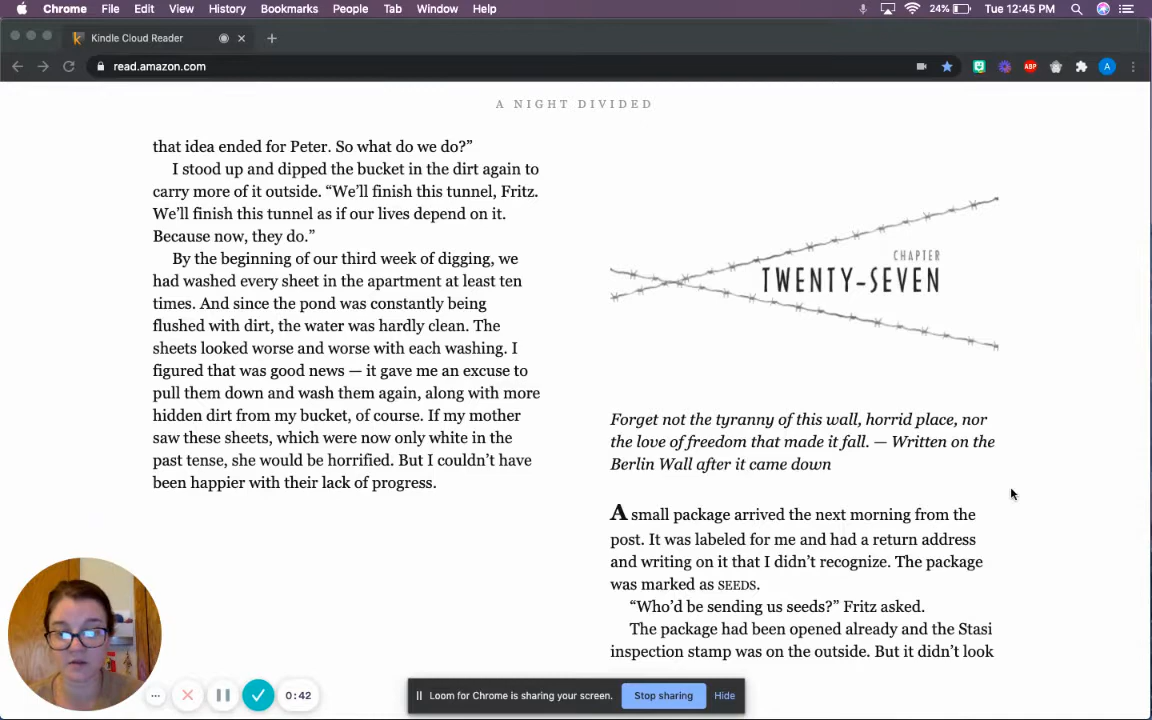 Chrome File Edit View History Bookmarks People Tab Window Help 24% Tue 12:45 PM
Kindle Cloud Reader
read.amazon.com ABP A
A NIGHT DIVIDED
that idea ended for Peter. So what do we do?”
I stood up and dipped the bucket in the dirt again to
carry more of it outside. “We’ll finish this tunnel, Fritz.
We’ll finish this tunnel as if our lives depend on it.
Because now, they do.”
By the beginning of our third week of digging, we
had washed every sheet in the apartment at least ten
times. And since the pond was constantly being
flushed with dirt, the water was hardly clean. The
sheets looked worse and worse with each washing. I
figured that was good news — it gave me an excuse to
pull them down and wash them again, along with more
hidden dirt from my bucket, of course. If my mother
saw these sheets, which were now only white in the
past tense, she would be horrified. But I couldn’t have
been happier with their lack of progress.
CHAPTER
TWENTY-SEVEN
Forget not the tyranny of this wall, horrid place, nor
the love of freedom that made it fall. — Written on the
Berlin Wall after it came down
A small package arrived the next morning from the
post. It was labeled for me and had a return address
and writing on it that I didn’t recognize. The package
was marked as SEEDS.
“Who’d be sending us seeds?” Fritz asked.
The package had been opened already and the Stasi
inspection stamp was on the outside. But it didn’t look
0:42
Loom for Chrome is sharing your screen. Stop sharing Hide